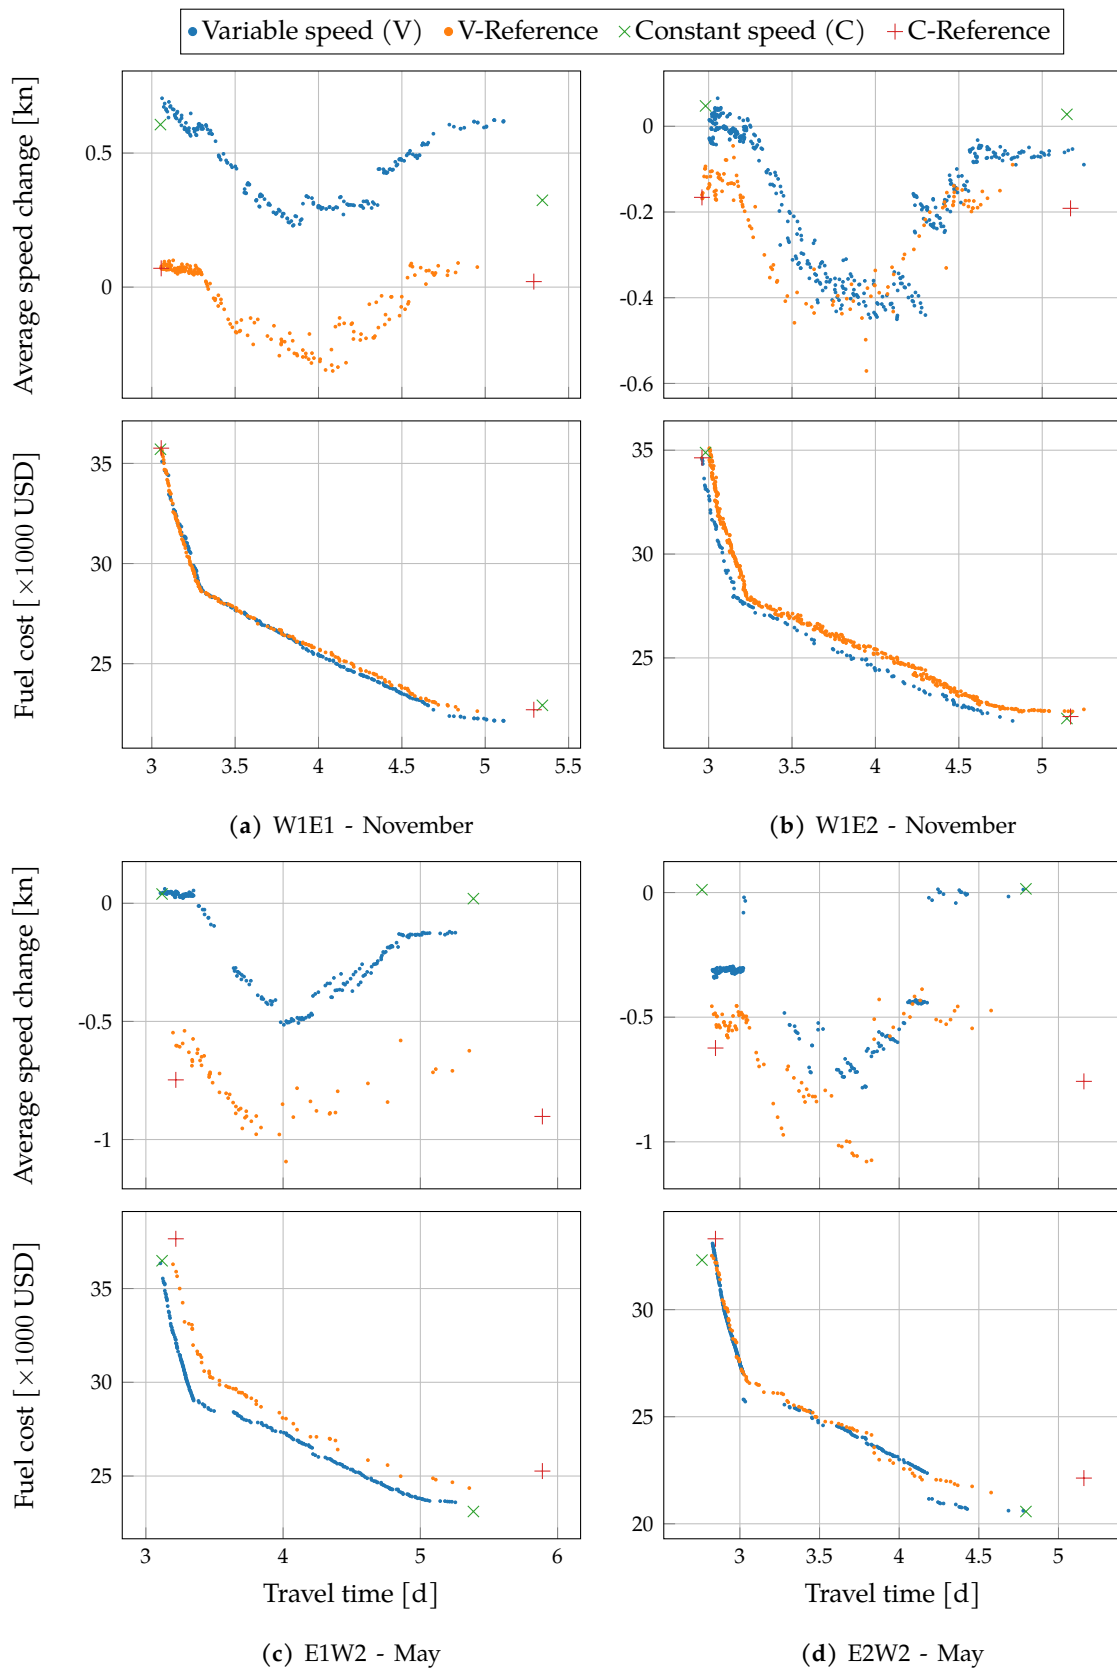 Variable speed (V) V-Reference Constant speed (C) C-Reference
Average speed change [kn]
0.5
0
0
-0.2
-0.4
-0.6
Fuel cost [×1000 USD]
35
30
25
3 3.5 4 4.5 5 5.5
35
30
25
3 3.5 4 4.5 5
(a) W1E1 - November
(b) W1E2 - November
Average speed change [kn]
0
-0.5
-1
0
-0.5
-1
Fuel cost [×1000 USD]
35
30
25
3 4 5 6
Travel time [d]
30
25
20
3 3.5 4 4.5 5
Travel time [d]
(c) E1W2 - May
(d) E2W2 - May